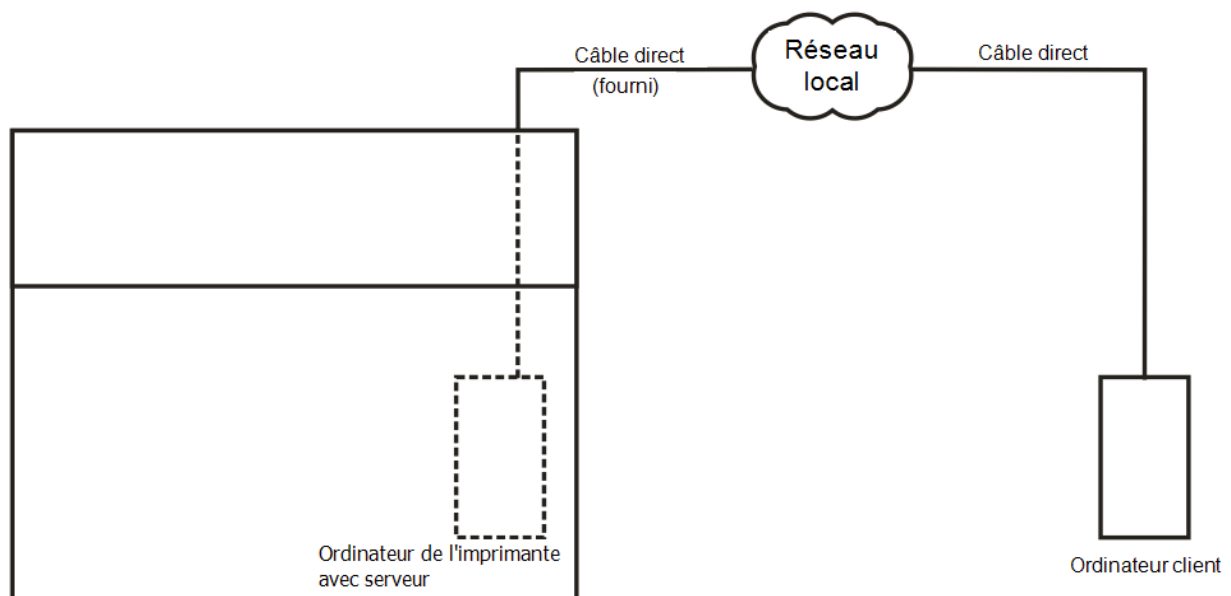 Câble direct
(fourni)
Réseau
local
Câble direct
Ordinateur de l'imprimante
avec serveur
Ordinateur client